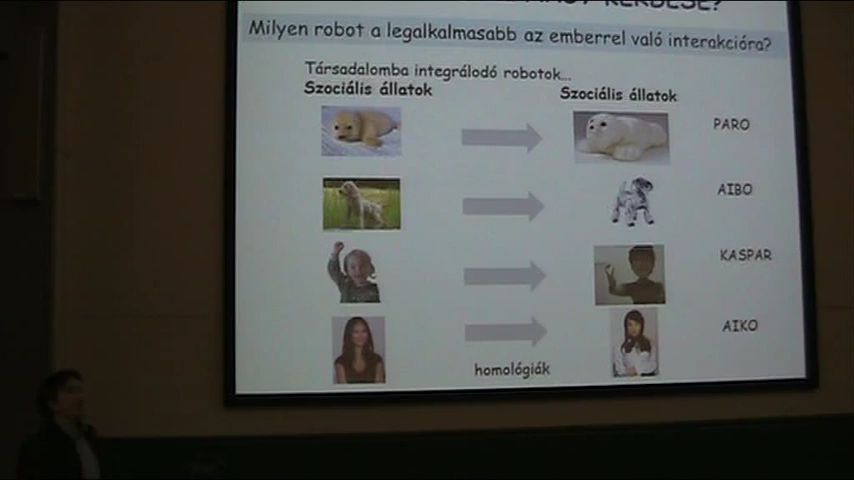 KÉRDÉSE?
Milyen robot a legalkalmasabb az emberrel való interakcióra?
Társadalomba integrálodó robotok...
Szociális állatok
Szociális állatok
PARO
AIBO
KASPAR
AIKO
homológiák